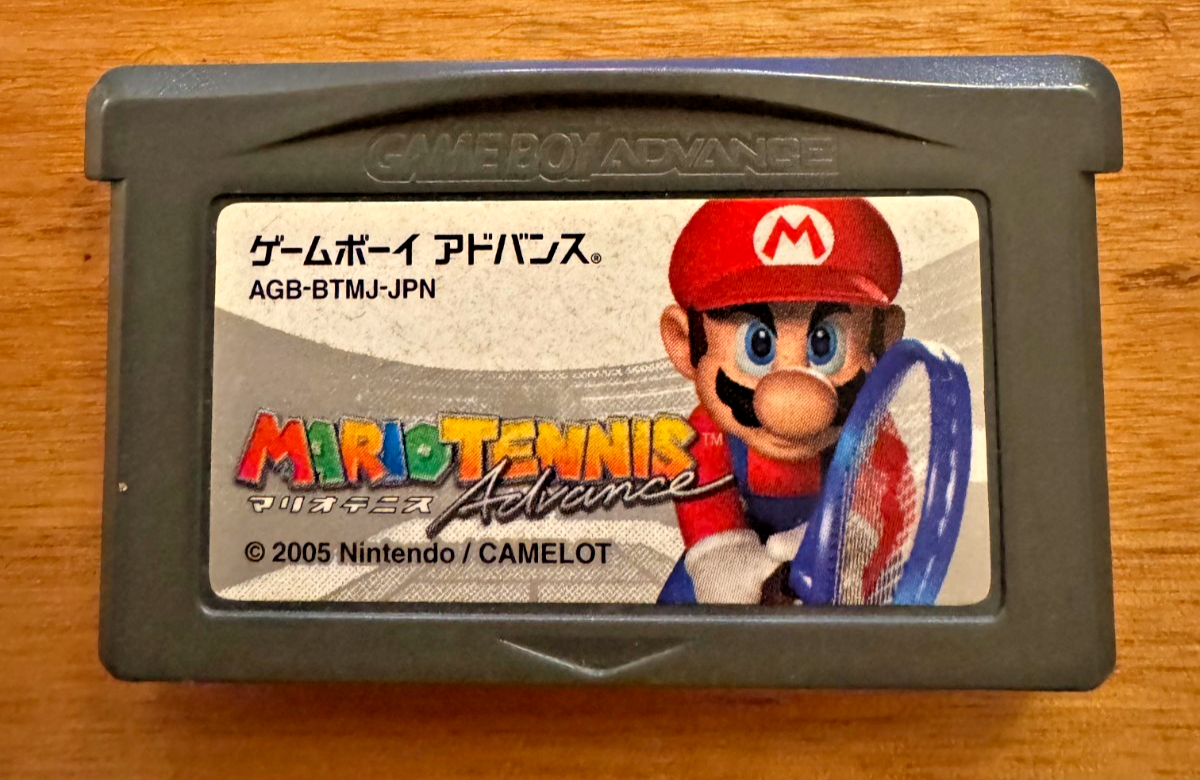 GAME BOY ADVANCE
M
ゲームボーイ アドバンス®
AGB-BTMJ-JPN
MARIO TENNIS™
マリオテニス Advance
© 2005 Nintendo / CAMELOT